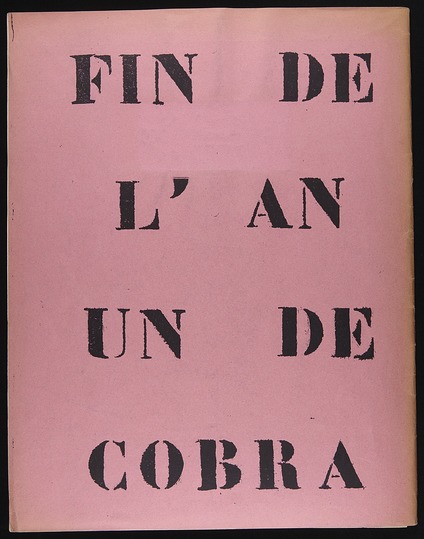 FIN DE
L' AN
UN DE
COBRA